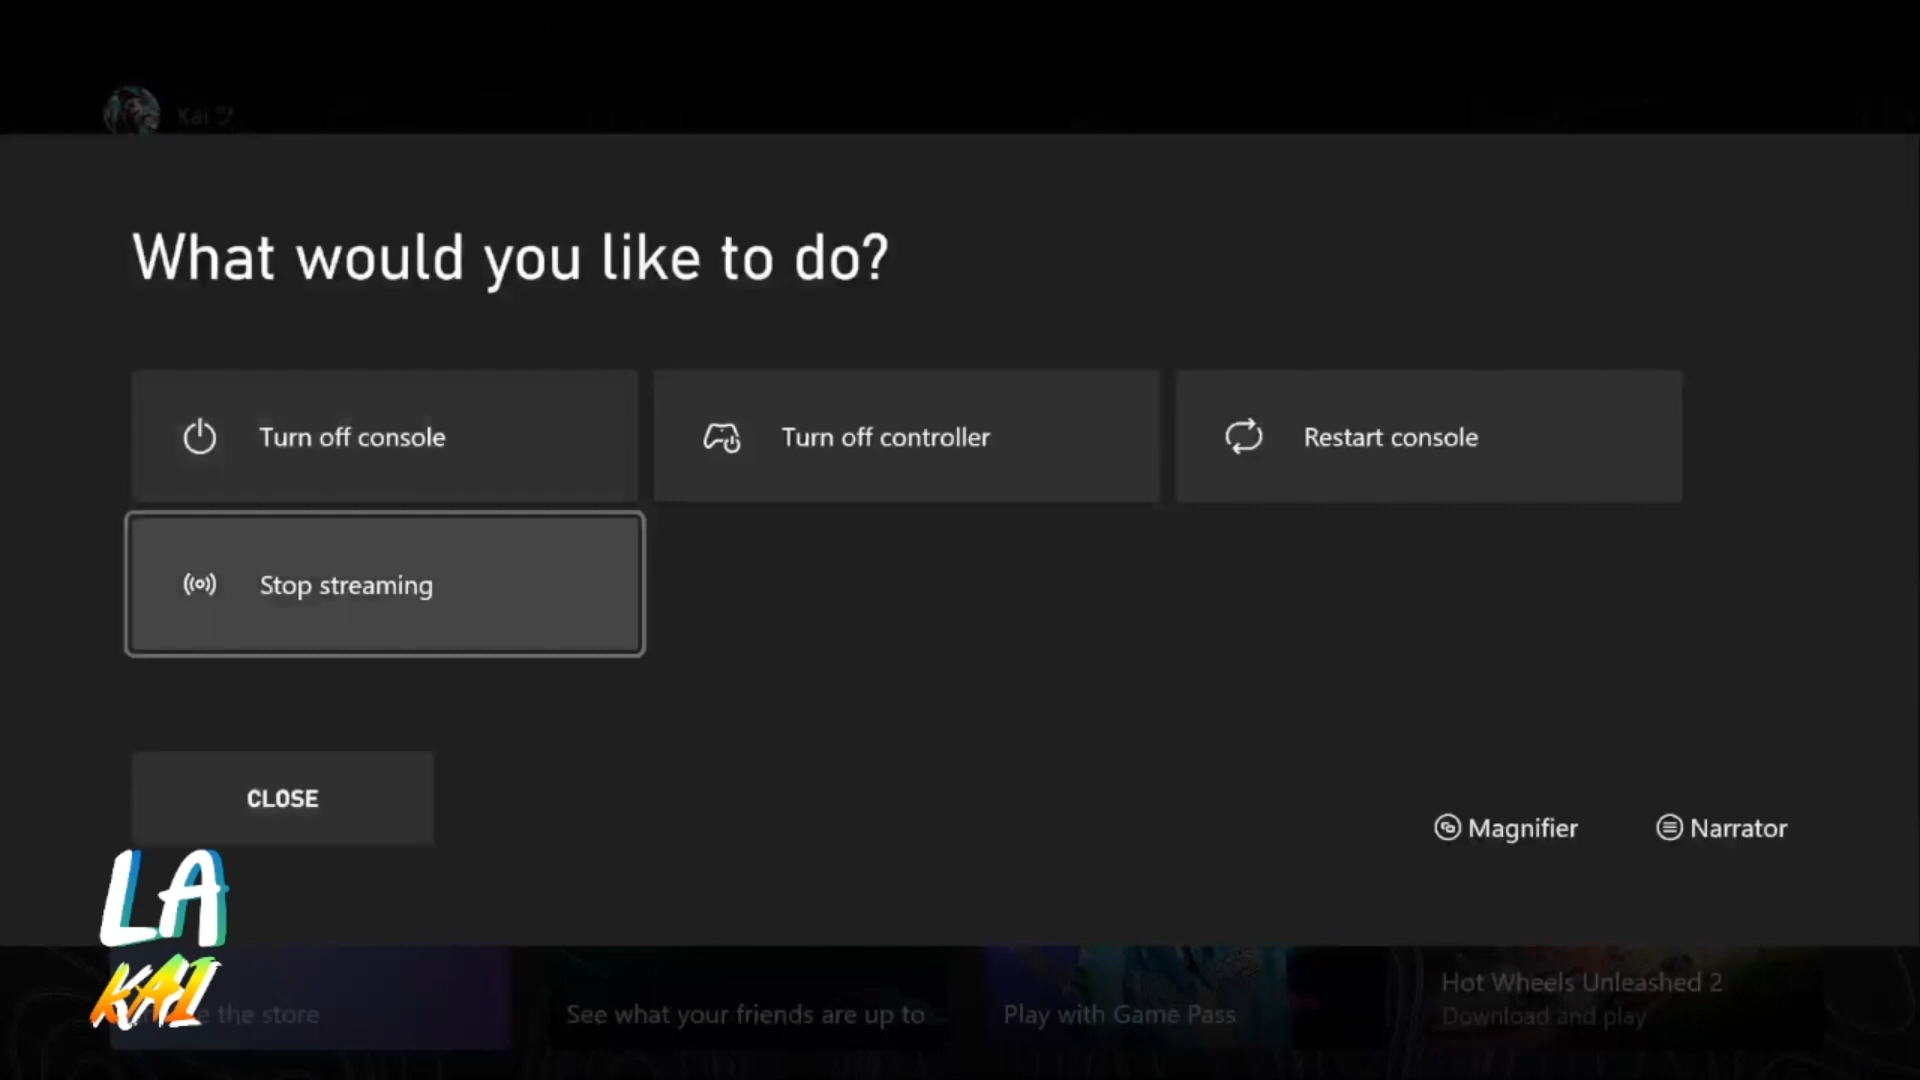 Kai ツ
What would you like to do?
Turn off console
Turn off controller
Restart console
Stop streaming
CLOSE
Magnifier
Narrator
LA
KAI
the store
See what your friends are up to
Play with Game Pass
Hot Wheels Unleashed 2
Download and play